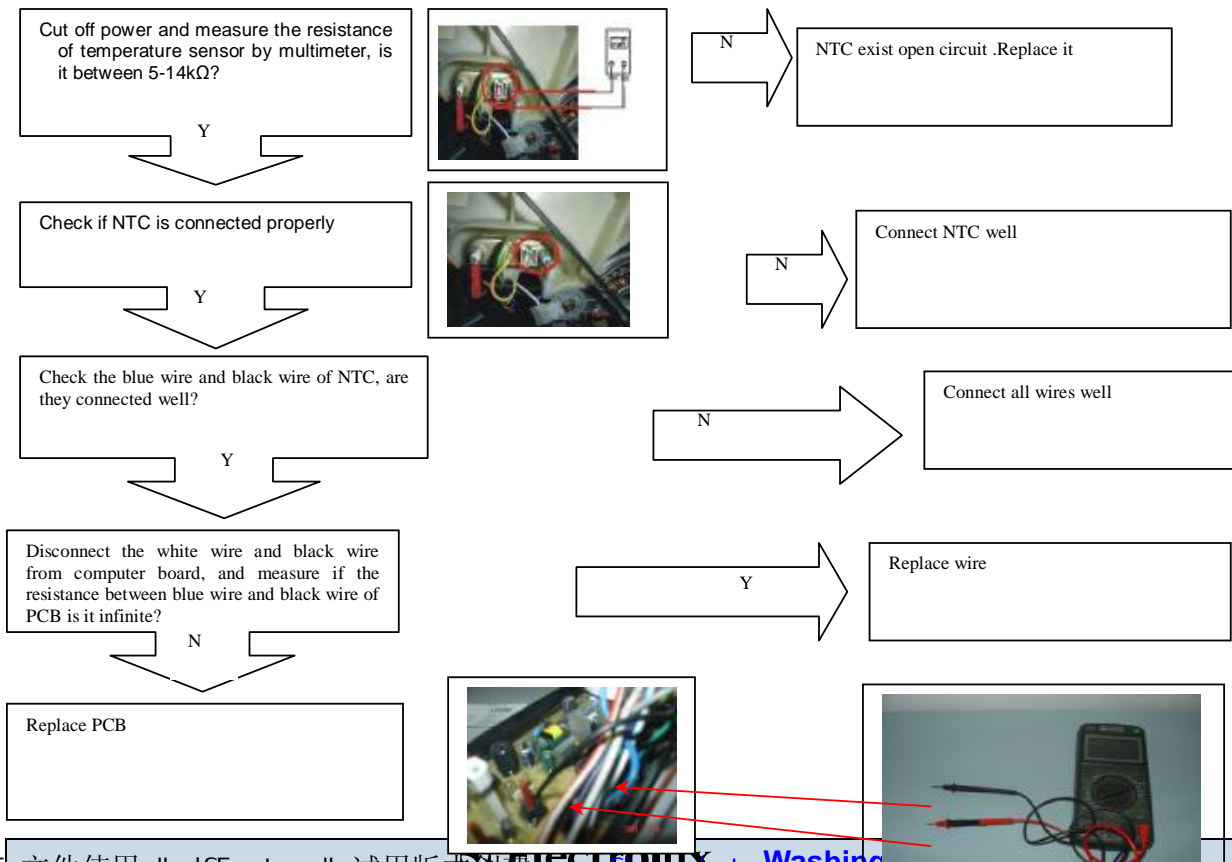 Cut off power and measure the resistance
of temperature sensor by multimeter, is
it between 5-14kΩ?
N
NTC exist open circuit .Replace it
Y
Check if NTC is connected properly
N
Connect NTC well
Y
Check the blue wire and black wire of NTC, are
they connected well?
N
Connect all wires well
Y
Disconnect the white wire and black wire
from computer board, and measure if the
resistance between blue wire and black wire of
PCB is it infinite?
Y
Replace wire
N
Replace PCB
Electrolux
Washing